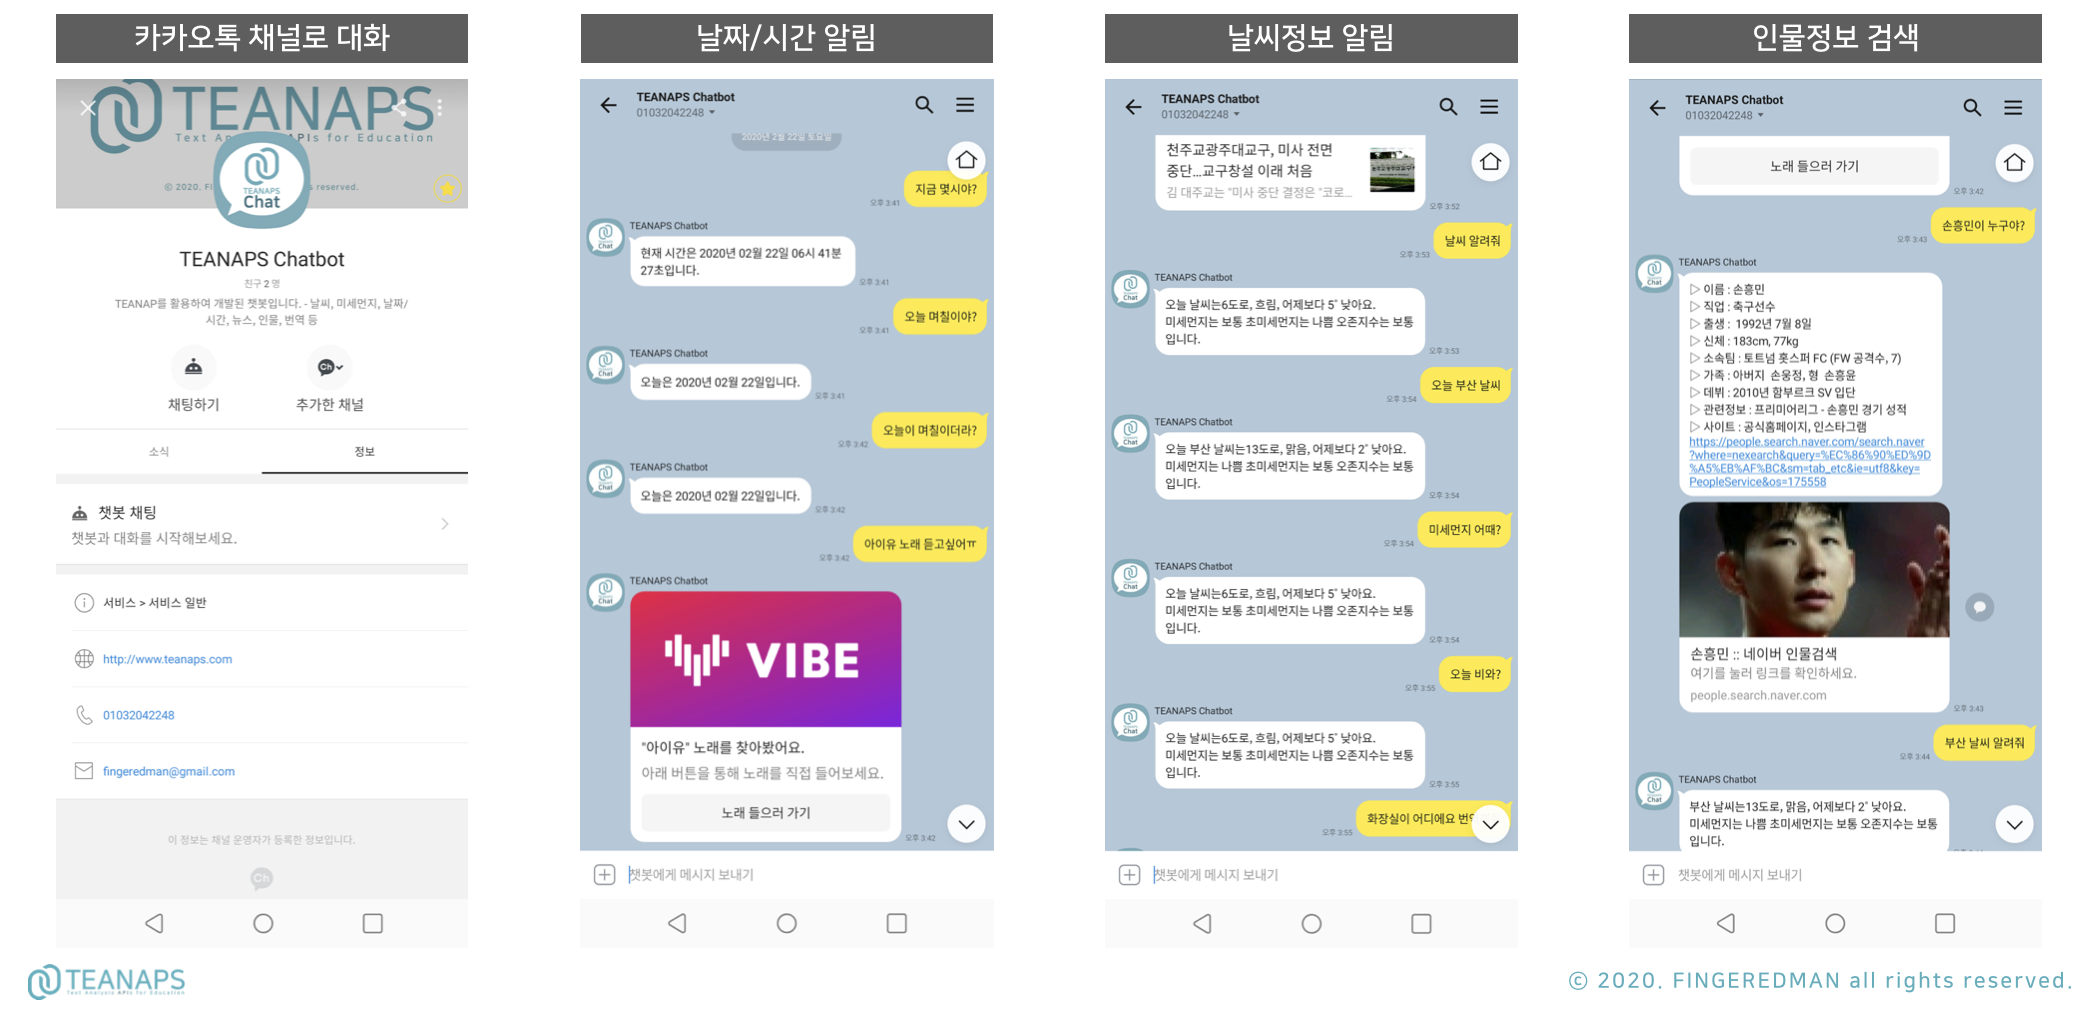 카카오톡 채널로 대화
TEANAPS
Text An
APIs for Education
TEANAPS
Chat
© 2020. FI
s reserved.
TEANAPS Chatbot
친구 2 명
TEANAP를 활용하여 개발된 챗봇입니다. - 날씨, 미세먼지, 날짜/
시간, 뉴스, 인물, 번역 등
채팅하기
Ch
추가한 채널
소식
정보
챗봇 채팅
챗봇과 대화를 시작해보세요.
서비스 > 서비스 일반
http://www.teanaps.com
01032042248
fingeredman@gmail.com
이 정보는 채널 운영자가 등록한 정보입니다.
Ch
날짜/시간 알림
TEANAPS Chatbot
01032042248
2020년 2월 22일 토요일
지금 몇시야?
오후 3:41
TEANAPS Chatbot
Chat
현재 시간은 2020년 02월 22일 06시 41분
27초입니다.
오후 3:41
오늘 며칠이야?
오후 3:41
TEANAPS Chatbot
Chat
오늘은 2020년 02월 22일입니다.
오후 3:41
오늘이 며칠이더라?
오후 3:42
TEANAPS Chatbot
Chat
오늘은 2020년 02월 22일입니다.
오후 3:42
아이유 노래 듣고싶어ㅠ
오후 3:42
TEANAPS Chatbot
Chat
VIBE
"아이유" 노래를 찾아봤어요.
아래 버튼을 통해 노래를 직접 들어보세요.
노래 들으러 가기
오후 3:42
챗봇에게 메시지 보내기
날씨정보 알림
TEANAPS Chatbot
01032042248
천주교광주대교구, 미사 전면
중단...교구창설 이래 처음
김 대주교는 "미사 중단 결정은 "코로...
오후 3:52
날씨 알려줘
오후 3:53
TEANAPS Chatbot
Chat
오늘 날씨는6도로, 흐림, 어제보다 5˚ 낮아요.
미세먼지는 보통 초미세먼지는 나쁨 오존지수는 보통
입니다.
오후 3:53
오늘 부산 날씨
오후 3:54
TEANAPS Chatbot
Chat
오늘 부산 날씨는13도로, 맑음, 어제보다 2˚ 낮아요.
미세먼지는 나쁨 초미세먼지는 보통 오존지수는 보통
입니다.
오후 3:54
미세먼지 어때?
오후 3:54
TEANAPS Chatbot
Chat
오늘 날씨는6도로, 흐림, 어제보다 5˚ 낮아요.
미세먼지는 보통 초미세먼지는 나쁨 오존지수는 보통
입니다.
오후 3:54
오늘 비와?
오후 3:55
TEANAPS Chatbot
Chat
오늘 날씨는6도로, 흐림, 어제보다 5˚ 낮아요.
미세먼지는 보통 초미세먼지는 나쁨 오존지수는 보통
입니다.
오후 3:55
화장실이 어디에요
오후 3:55
챗봇에게 메시지 보내기
인물정보 검색
TEANAPS Chatbot
01032042248
노래 들으러 가기
오후 3:42
손흥민이 누구야?
오후 3:43
TEANAPS Chatbot
Chat
▷ 이름 : 손흥민
▷ 직업 : 축구선수
▷ 출생 : 1992년 7월 8일
▷ 신체 : 183cm, 77kg
▷ 소속팀 : 토트넘 홋스퍼 FC (FW 공격수, 7)
▷ 가족 : 아버지 손웅정, 형 손흥윤
▷ 데뷔 : 2010년 함부르크 SV 입단
▷ 관련정보 : 프리미어리그 - 손흥민 경기 성적
▷ 사이트 : 공식홈페이지, 인스타그램
https://people.search.naver.com/search.naver
?where=nexearch&query=%EC%86%90%ED%9D
%A5%EB%AF%BC&sm=tab_etc&ie=utf8&key=
PeopleService&os=175558
손흥민 :: 네이버 인물검색
여기를 눌러 링크를 확인하세요.
people.search.naver.com
오후 3:43
부산 날씨 알려줘
오후 3:44
TEANAPS Chatbot
Chat
부산 날씨는13도로, 맑음, 어제보다 2˚ 낮아요.
미세먼지는 나쁨 초미세먼지는 보통 오존지수는 보통
입니다.
챗봇에게 메시지 보내기
TEANAPS
Text Analysis APIs for Education
© 2020. FINGEREDMAN all rights reserved.